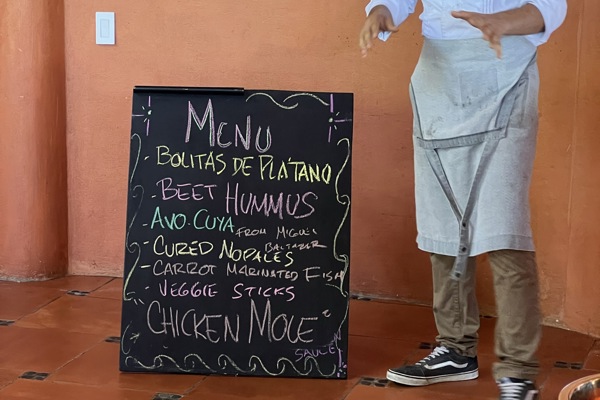 MENU
- BOLITAS DE PLÁTANO
- BEET HUMMUS
AVO-CUYA FROM MIGUEL BALTAZAR
- CURED NOPALES
- CARROT MARINATED FISH
- VEGGIE STICKS
CHICKEN MOLE
SAUCE